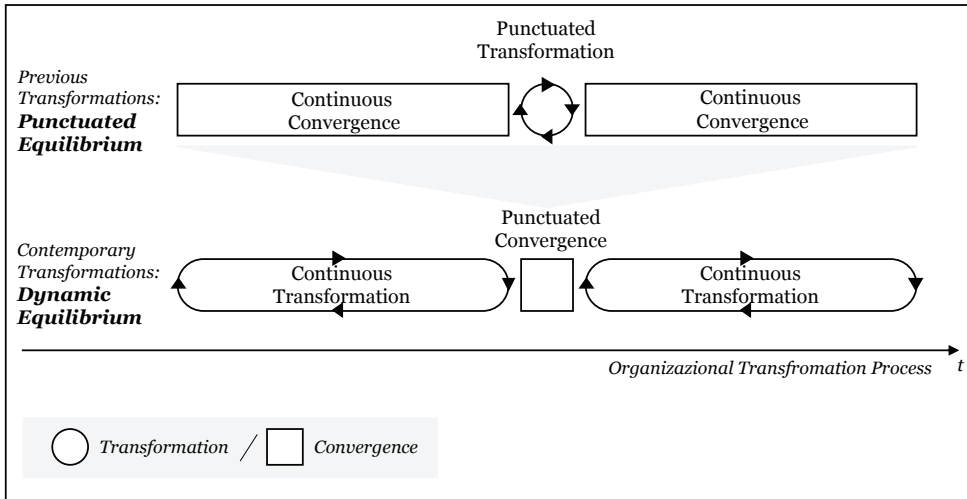 Punctuated
Transformation
Previous
Transformations:
Punctuated
Equilibrium
Continuous
Convergence
Continuous
Convergence
Punctuated
Convergence
Contemporary
Transformations:
Dynamic
Equilibrium
Continuous
Transformation
Continuous
Transformation
Organizazional Transfromation Process
t
Transformation / Convergence